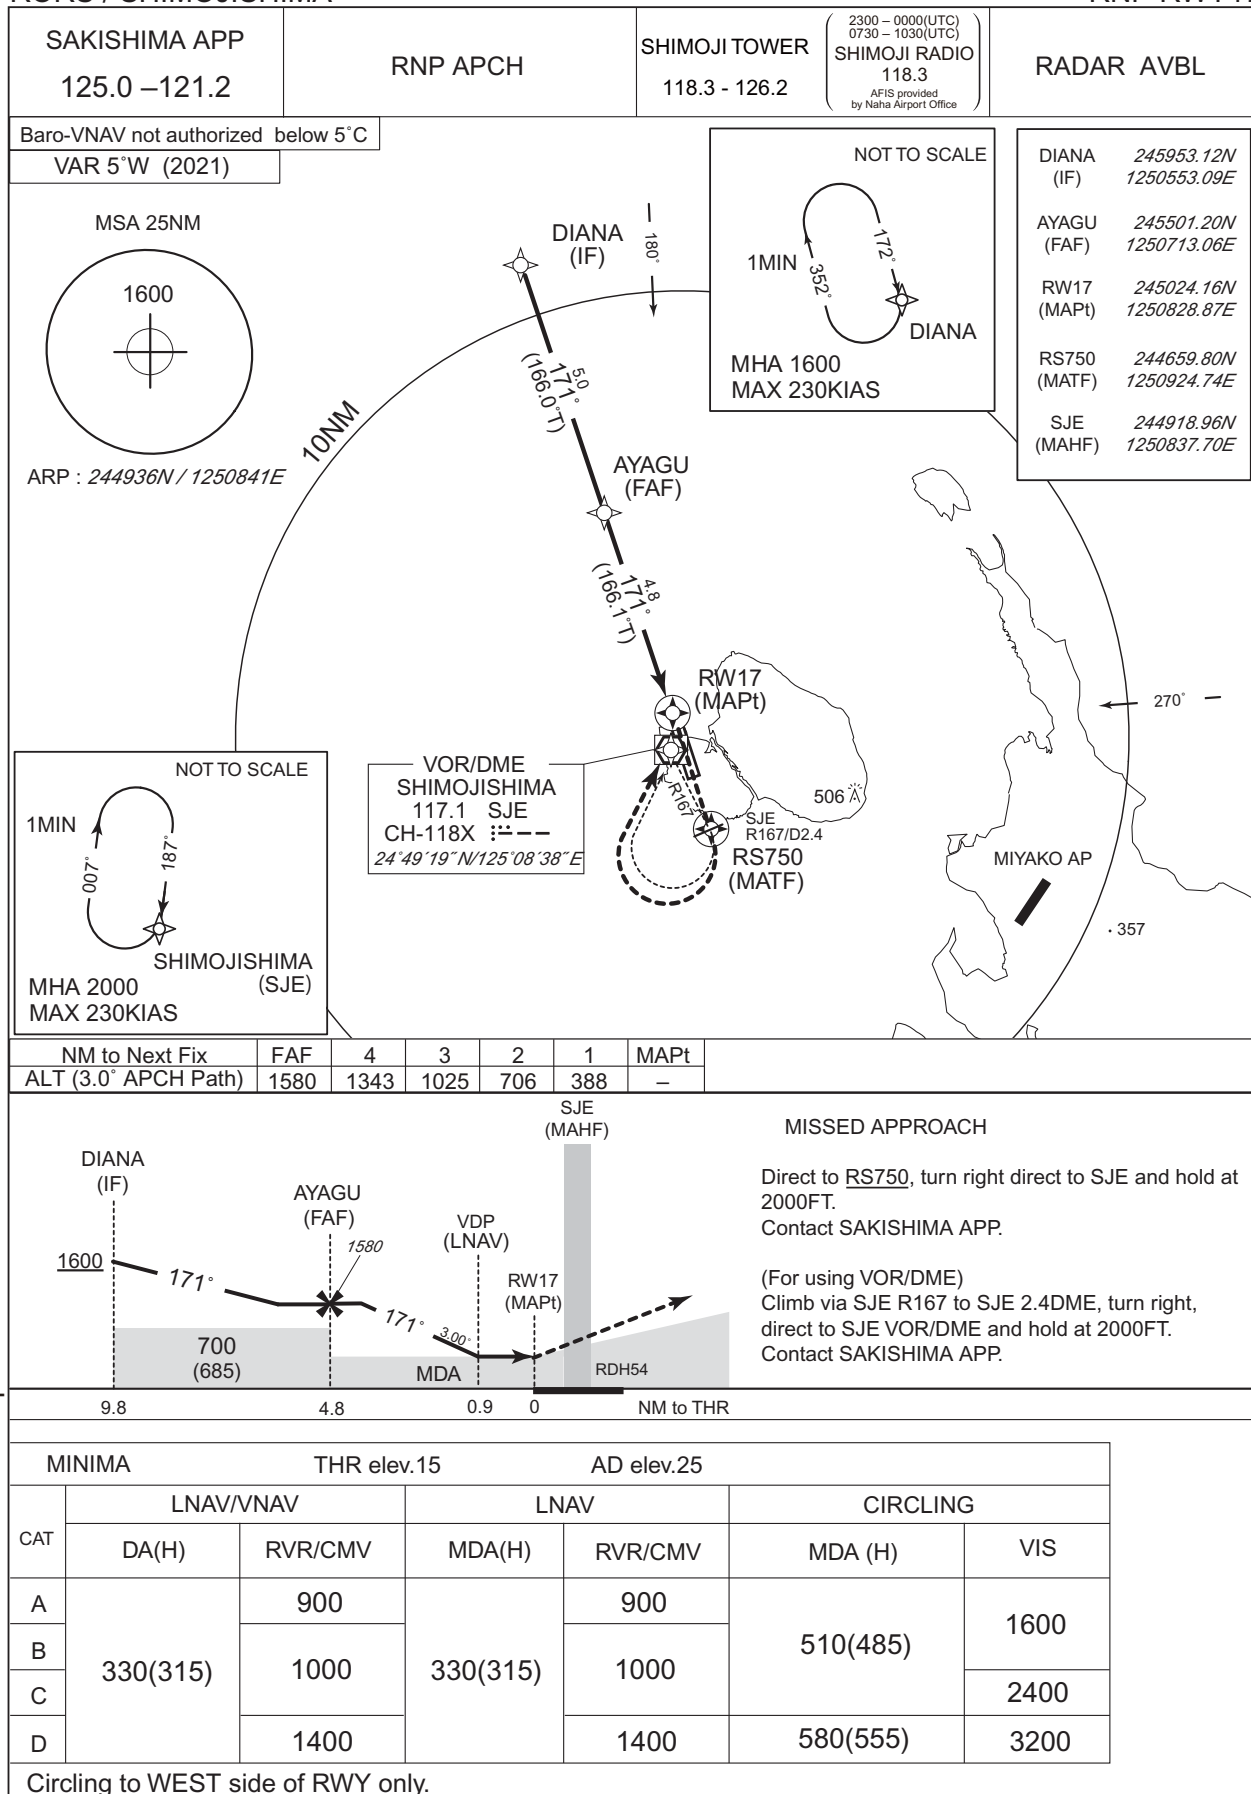 SAKISHIMA APP
125.0 –121.2
RNP APCH
SHIMOJI TOWER
118.3 - 126.2
2300 – 0000(UTC)
0730 – 1030(UTC)
SHIMOJI RADIO
118.3
AFIS provided
by Naha Airport Office
RADAR AVBL
Baro-VNAV not authorized below 5°C
VAR 5°W (2021)
MSA 25NM
1600
ARP : 244936N / 1250841E
10NM
DIANA
(IF)
180°
5.0
171°
(166.0°T)
AYAGU
(FAF)
4.8
171°
(166.1°T)
RW17
(MAPt)
NOT TO SCALE
1MIN
352°
172°
DIANA
MHA 1600
MAX 230KIAS
DIANA 245953.12N
(IF) 1250553.09E
AYAGU 245501.20N
(FAF) 1250713.06E
RW17 245024.16N
(MAPt) 1250828.87E
RS750 244659.80N
(MATF) 1250924.74E
SJE 244918.96N
(MAHF) 1250837.70E
270°
VOR/DME
SHIMOJISHIMA
117.1 SJE
CH-118X
24°49´19˝N/125°08´38˝E
R167
506
SJE
R167/D2.4
RS750
(MATF)
MIYAKO AP
357
NOT TO SCALE
1MIN
007°
187°
SHIMOJISHIMA
(SJE)
MHA 2000
MAX 230KIAS
NM to Next Fix FAF 4 3 2 1 MAPt
ALT (3.0° APCH Path) 1580 1343 1025 706 388 –
DIANA
(IF)
1600
171°
AYAGU
(FAF)
1580
171°
3.00°
VDP
(LNAV)
RW17
(MAPt)
SJE
(MAHF)
700
(685)
MDA
RDH54
9.8 4.8 0.9 0 NM to THR
MISSED APPROACH
Direct to RS750, turn right direct to SJE and hold at
2000FT.
Contact SAKISHIMA APP.
(For using VOR/DME)
Climb via SJE R167 to SJE 2.4DME, turn right,
direct to SJE VOR/DME and hold at 2000FT.
Contact SAKISHIMA APP.
MINIMA THR elev.15 AD elev.25
CAT LNAV/VNAV LNAV CIRCLING
DA(H) RVR/CMV MDA(H) RVR/CMV MDA (H) VIS
A 330(315) 900 330(315) 900 510(485) 1600
B 1000 1000
C 2400
D 1400 1400 580(555) 3200
Circling to WEST side of RWY only.